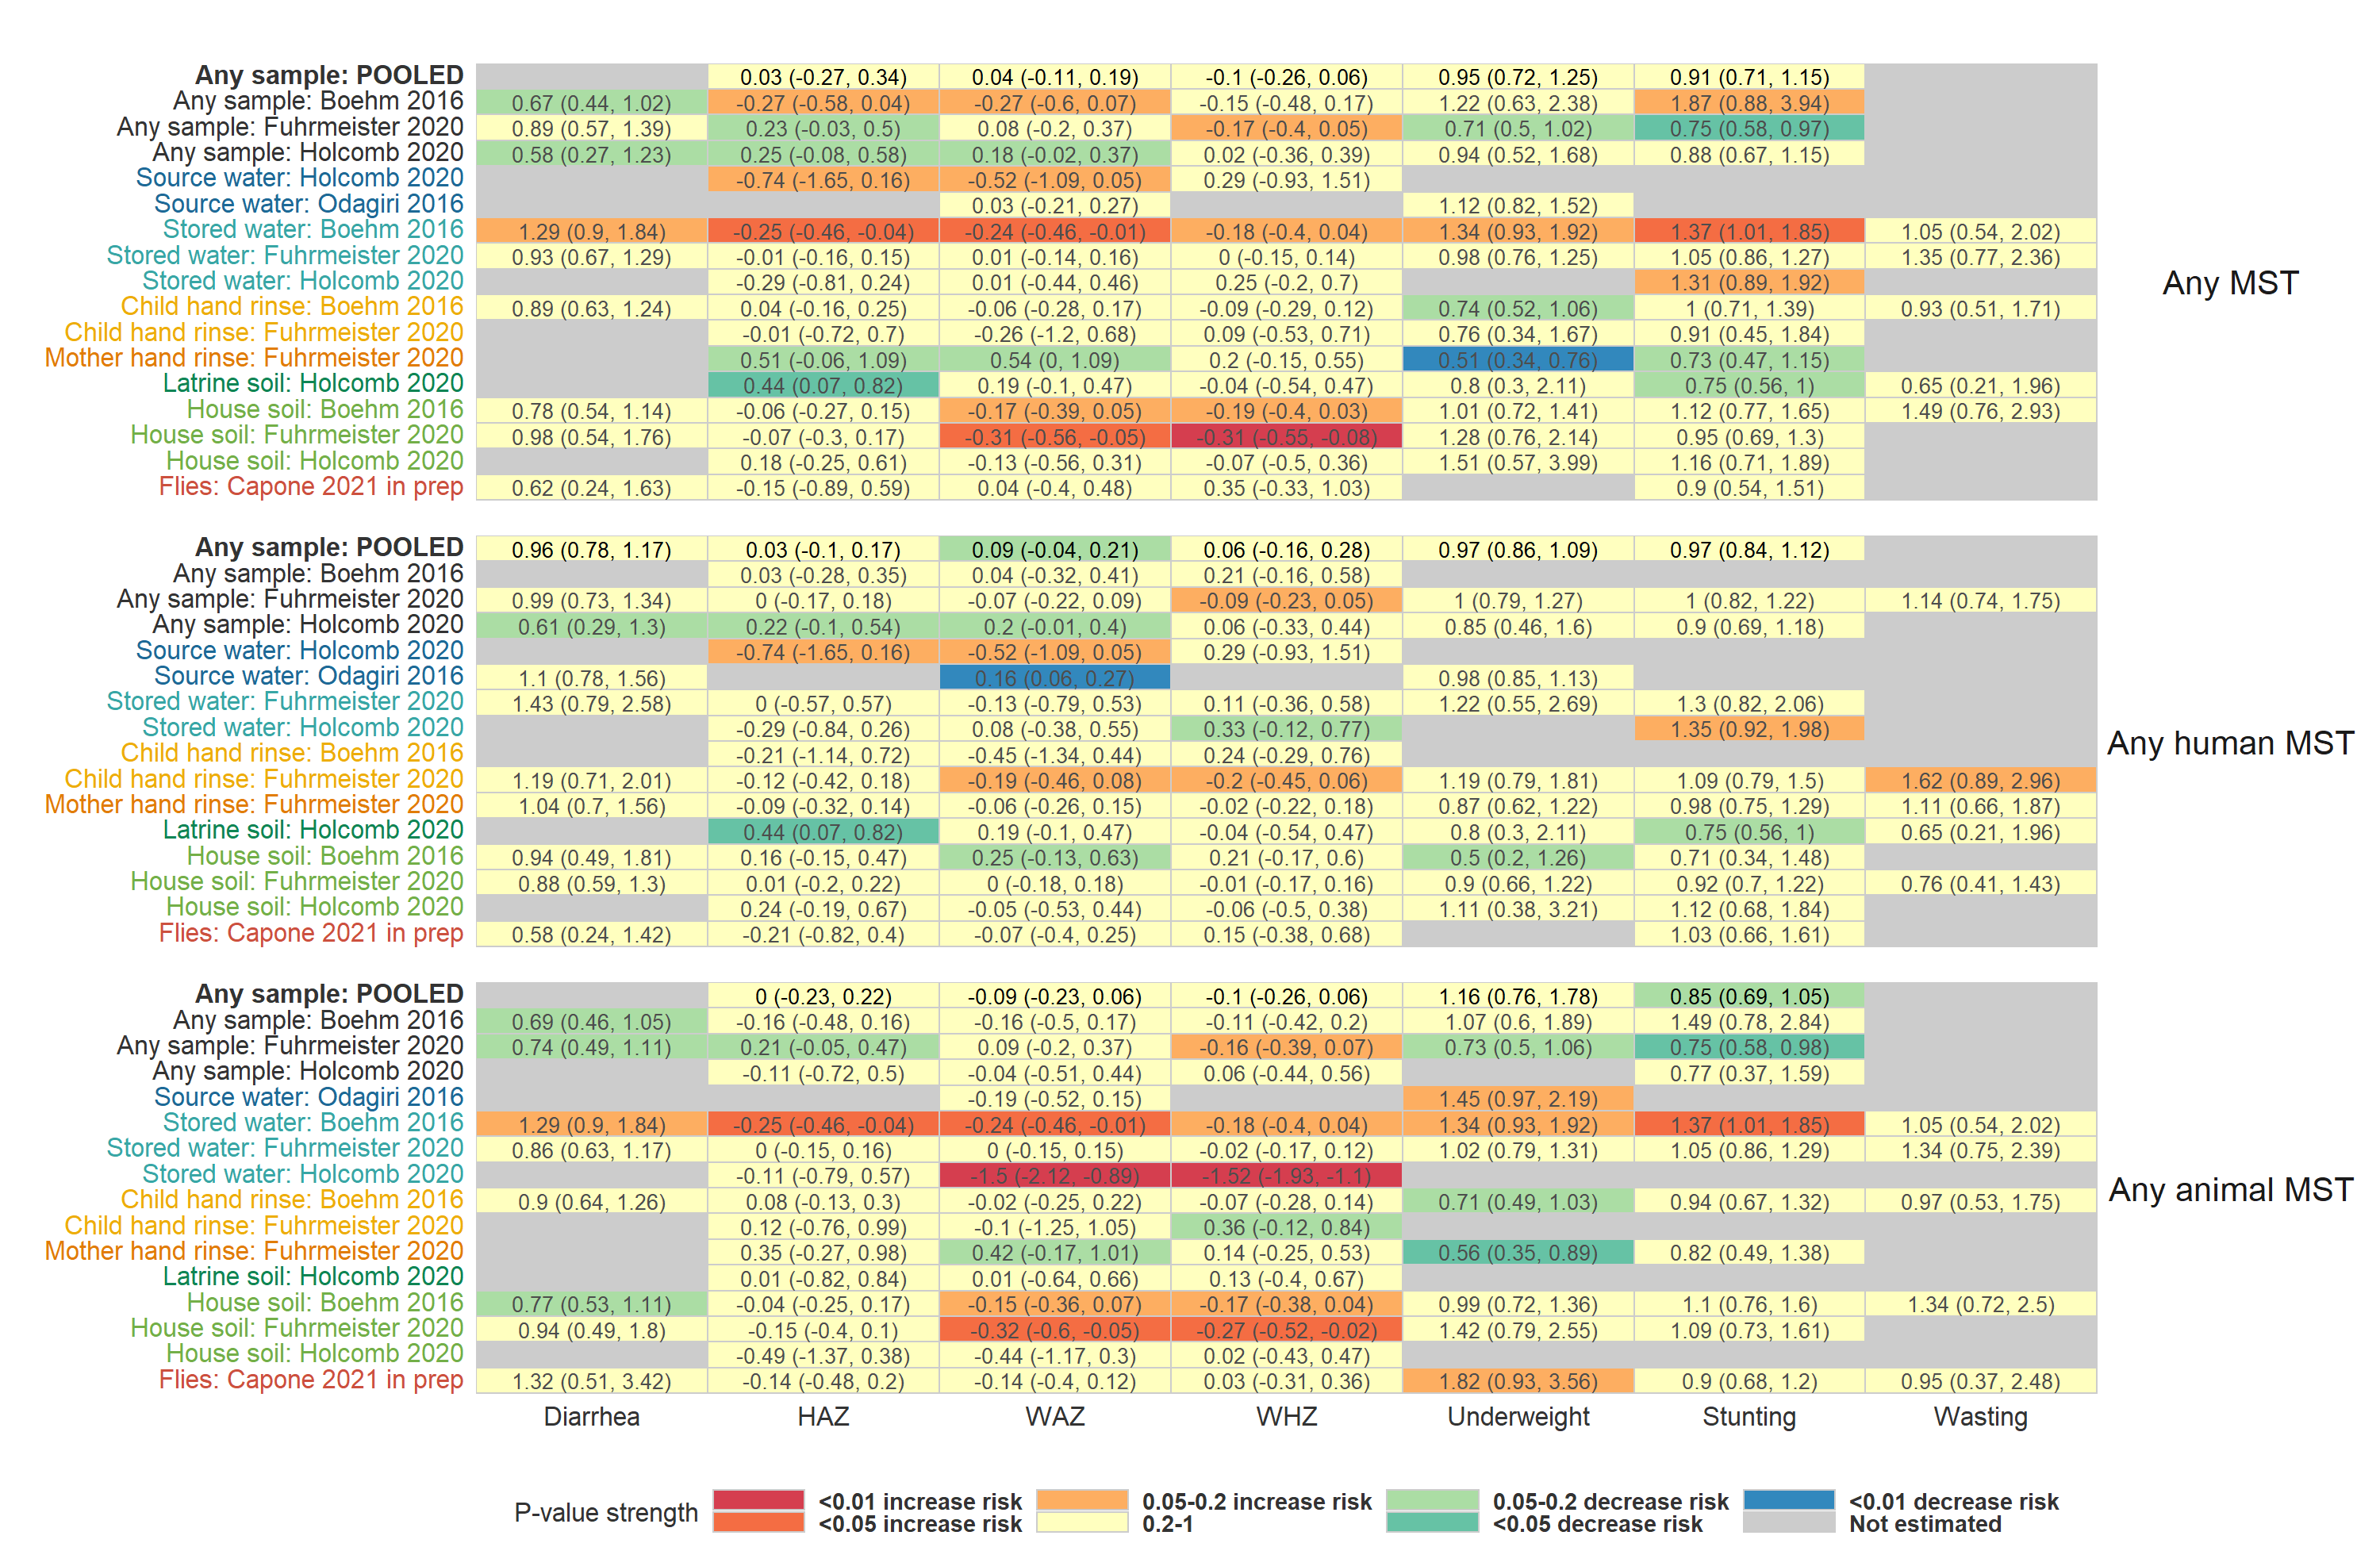 Any sample: POOLED 0.03 (-0.27, 0.34) 0.04 (-0.11, 0.19) -0.1 (-0.26, 0.06) 0.95 (0.72, 1.25) 0.91 (0.71, 1.15)
Any sample: Boehm 2016 0.67 (0.44, 1.02) -0.27 (-0.58, 0.04) -0.27 (-0.6, 0.07) -0.15 (-0.48, 0.17) 1.22 (0.63, 2.38) 1.87 (0.88, 3.94)
Any sample: Fuhrmeister 2020 0.89 (0.57, 1.39) 0.23 (-0.03, 0.5) 0.08 (-0.2, 0.37) -0.17 (-0.4, 0.05) 0.71 (0.5, 1.02) 0.75 (0.58, 0.97)
Any sample: Holcomb 2020 0.58 (0.27, 1.23) 0.25 (-0.08, 0.58) 0.18 (-0.02, 0.37) 0.02 (-0.36, 0.39) 0.94 (0.52, 1.68) 0.88 (0.67, 1.15)
Source water: Holcomb 2020 -0.74 (-1.65, 0.16) -0.52 (-1.09, 0.05) 0.29 (-0.93, 1.51)
Source water: Odagiri 2016 0.03 (-0.21, 0.27) 1.12 (0.82, 1.52)
Stored water: Boehm 2016 1.29 (0.9, 1.84) -0.25 (-0.46, -0.04) -0.24 (-0.46, -0.01) -0.18 (-0.4, 0.04) 1.34 (0.93, 1.92) 1.37 (1.01, 1.85) 1.05 (0.54, 2.02)
Stored water: Fuhrmeister 2020 0.93 (0.67, 1.29) -0.01 (-0.16, 0.15) 0.01 (-0.14, 0.16) 0 (-0.15, 0.14) 0.98 (0.76, 1.25) 1.05 (0.86, 1.27) 1.35 (0.77, 2.36)
Stored water: Holcomb 2020 -0.29 (-0.81, 0.24) 0.01 (-0.44, 0.46) 0.25 (-0.2, 0.7) 1.31 (0.89, 1.92)
Child hand rinse: Boehm 2016 0.89 (0.63, 1.24) 0.04 (-0.16, 0.25) -0.06 (-0.28, 0.17) -0.09 (-0.29, 0.12) 0.74 (0.52, 1.06) 1 (0.71, 1.39) 0.93 (0.51, 1.71)
Child hand rinse: Fuhrmeister 2020 -0.01 (-0.72, 0.7) -0.26 (-1.2, 0.68) 0.09 (-0.53, 0.71) 0.76 (0.34, 1.67) 0.91 (0.45, 1.84)
Mother hand rinse: Fuhrmeister 2020 0.51 (-0.06, 1.09) 0.54 (0, 1.09) 0.2 (-0.15, 0.55) 0.51 (0.34, 0.76) 0.73 (0.47, 1.15)
Latrine soil: Holcomb 2020 0.44 (0.07, 0.82) 0.19 (-0.1, 0.47) -0.04 (-0.54, 0.47) 0.8 (0.3, 2.11) 0.75 (0.56, 1) 0.65 (0.21, 1.96)
House soil: Boehm 2016 0.78 (0.54, 1.14) -0.06 (-0.27, 0.15) -0.17 (-0.39, 0.05) -0.19 (-0.4, 0.03) 1.01 (0.72, 1.41) 1.12 (0.77, 1.65) 1.49 (0.76, 2.93)
House soil: Fuhrmeister 2020 0.98 (0.54, 1.76) -0.07 (-0.3, 0.17) -0.31 (-0.56, -0.05) -0.31 (-0.55, -0.08) 1.28 (0.76, 2.14) 0.95 (0.69, 1.3)
House soil: Holcomb 2020 0.18 (-0.25, 0.61) -0.13 (-0.56, 0.31) -0.07 (-0.5, 0.36) 1.51 (0.57, 3.99) 1.16 (0.71, 1.89)
Flies: Capone 2021 in prep 0.62 (0.24, 1.63) -0.15 (-0.89, 0.59) 0.04 (-0.4, 0.48) 0.35 (-0.33, 1.03) 0.9 (0.54, 1.51)
Any MST
Any sample: POOLED 0.96 (0.78, 1.17) 0.03 (-0.1, 0.17) 0.09 (-0.04, 0.21) 0.06 (-0.16, 0.28) 0.97 (0.86, 1.09) 0.97 (0.84, 1.12)
Any sample: Boehm 2016 0.03 (-0.28, 0.35) 0.04 (-0.32, 0.41) 0.21 (-0.16, 0.58)
Any sample: Fuhrmeister 2020 0.99 (0.73, 1.34) 0 (-0.17, 0.18) -0.07 (-0.22, 0.09) -0.09 (-0.23, 0.05) 1 (0.79, 1.27) 1 (0.82, 1.22) 1.14 (0.74, 1.75)
Any sample: Holcomb 2020 0.61 (0.29, 1.3) 0.22 (-0.1, 0.54) 0.2 (-0.01, 0.4) 0.06 (-0.33, 0.44) 0.85 (0.46, 1.6) 0.9 (0.69, 1.18)
Source water: Holcomb 2020 -0.74 (-1.65, 0.16) -0.52 (-1.09, 0.05) 0.29 (-0.93, 1.51)
Source water: Odagiri 2016 1.1 (0.78, 1.56) 0.16 (0.06, 0.27) 0.98 (0.85, 1.13)
Stored water: Fuhrmeister 2020 1.43 (0.79, 2.58) 0 (-0.57, 0.57) -0.13 (-0.79, 0.53) 0.11 (-0.36, 0.58) 1.22 (0.55, 2.69) 1.3 (0.82, 2.06)
Stored water: Holcomb 2020 -0.29 (-0.84, 0.26) 0.08 (-0.38, 0.55) 0.33 (-0.12, 0.77) 1.35 (0.92, 1.98)
Child hand rinse: Boehm 2016 -0.21 (-1.14, 0.72) -0.45 (-1.34, 0.44) 0.24 (-0.29, 0.76)
Child hand rinse: Fuhrmeister 2020 1.19 (0.71, 2.01) -0.12 (-0.42, 0.18) -0.19 (-0.46, 0.08) -0.2 (-0.45, 0.06) 1.19 (0.79, 1.81) 1.09 (0.79, 1.5) 1.62 (0.89, 2.96)
Mother hand rinse: Fuhrmeister 2020 1.04 (0.7, 1.56) -0.09 (-0.32, 0.14) -0.06 (-0.26, 0.15) -0.02 (-0.22, 0.18) 0.87 (0.62, 1.22) 0.98 (0.75, 1.29) 1.11 (0.66, 1.87)
Latrine soil: Holcomb 2020 0.44 (0.07, 0.82) 0.19 (-0.1, 0.47) -0.04 (-0.54, 0.47) 0.8 (0.3, 2.11) 0.75 (0.56, 1) 0.65 (0.21, 1.96)
House soil: Boehm 2016 0.94 (0.49, 1.81) 0.16 (-0.15, 0.47) 0.25 (-0.13, 0.63) 0.21 (-0.17, 0.6) 0.5 (0.2, 1.26) 0.71 (0.34, 1.48)
House soil: Fuhrmeister 2020 0.88 (0.59, 1.3) 0.01 (-0.2, 0.22) 0 (-0.18, 0.18) -0.01 (-0.17, 0.16) 0.9 (0.66, 1.22) 0.92 (0.7, 1.22) 0.76 (0.41, 1.43)
House soil: Holcomb 2020 0.24 (-0.19, 0.67) -0.05 (-0.53, 0.44) -0.06 (-0.5, 0.38) 1.11 (0.38, 3.21) 1.12 (0.68, 1.84)
Flies: Capone 2021 in prep 0.58 (0.24, 1.42) -0.21 (-0.82, 0.4) -0.07 (-0.4, 0.25) 0.15 (-0.38, 0.68) 1.03 (0.66, 1.61)
Any human MST
Any sample: POOLED 0 (-0.23, 0.22) -0.09 (-0.23, 0.06) -0.1 (-0.26, 0.06) 1.16 (0.76, 1.78) 0.85 (0.69, 1.05)
Any sample: Boehm 2016 0.69 (0.46, 1.05) -0.16 (-0.48, 0.16) -0.16 (-0.5, 0.17) -0.11 (-0.42, 0.2) 1.07 (0.6, 1.89) 1.49 (0.78, 2.84)
Any sample: Fuhrmeister 2020 0.74 (0.49, 1.11) 0.21 (-0.05, 0.47) 0.09 (-0.2, 0.37) -0.16 (-0.39, 0.07) 0.73 (0.5, 1.06) 0.75 (0.58, 0.98)
Any sample: Holcomb 2020 -0.11 (-0.72, 0.5) -0.04 (-0.51, 0.44) 0.06 (-0.44, 0.56) 0.77 (0.37, 1.59)
Source water: Odagiri 2016 -0.19 (-0.52, 0.15) 1.45 (0.97, 2.19)
Stored water: Boehm 2016 1.29 (0.9, 1.84) -0.25 (-0.46, -0.04) -0.24 (-0.46, -0.01) -0.18 (-0.4, 0.04) 1.34 (0.93, 1.92) 1.37 (1.01, 1.85) 1.05 (0.54, 2.02)
Stored water: Fuhrmeister 2020 0.86 (0.63, 1.17) 0 (-0.15, 0.16) 0 (-0.15, 0.15) -0.02 (-0.17, 0.12) 1.02 (0.79, 1.31) 1.05 (0.86, 1.29) 1.34 (0.75, 2.39)
Stored water: Holcomb 2020 -0.11 (-0.79, 0.57) -1.5 (-2.12, -0.89) -1.52 (-1.93, -1.1)
Child hand rinse: Boehm 2016 0.9 (0.64, 1.26) 0.08 (-0.13, 0.3) -0.02 (-0.25, 0.22) -0.07 (-0.28, 0.14) 0.71 (0.49, 1.03) 0.94 (0.67, 1.32) 0.97 (0.53, 1.75)
Child hand rinse: Fuhrmeister 2020 0.12 (-0.76, 0.99) -0.1 (-1.25, 1.05) 0.36 (-0.12, 0.84)
Mother hand rinse: Fuhrmeister 2020 0.35 (-0.27, 0.98) 0.42 (-0.17, 1.01) 0.14 (-0.25, 0.53) 0.56 (0.35, 0.89) 0.82 (0.49, 1.38)
Latrine soil: Holcomb 2020 0.01 (-0.82, 0.84) 0.01 (-0.64, 0.66) 0.13 (-0.4, 0.67)
House soil: Boehm 2016 0.77 (0.53, 1.11) -0.04 (-0.25, 0.17) -0.15 (-0.36, 0.07) -0.17 (-0.38, 0.04) 0.99 (0.72, 1.36) 1.1 (0.76, 1.6) 1.34 (0.72, 2.5)
House soil: Fuhrmeister 2020 0.94 (0.49, 1.8) -0.15 (-0.4, 0.1) -0.32 (-0.6, -0.05) -0.27 (-0.52, -0.02) 1.42 (0.79, 2.55) 1.09 (0.73, 1.61)
House soil: Holcomb 2020 -0.49 (-1.37, 0.38) -0.44 (-1.17, 0.3) 0.02 (-0.43, 0.47)
Flies: Capone 2021 in prep 1.32 (0.51, 3.42) -0.14 (-0.48, 0.2) -0.14 (-0.4, 0.12) 0.03 (-0.31, 0.36) 1.82 (0.93, 3.56) 0.9 (0.68, 1.2) 0.95 (0.37, 2.48)
Any animal MST
Diarrhea HAZ WAZ WHZ Underweight Stunting Wasting
P-value strength
<0.01 increase risk 0.05-0.2 increase risk 0.05-0.2 decrease risk <0.01 decrease risk
<0.05 increase risk 0.2-1 <0.05 decrease risk Not estimated